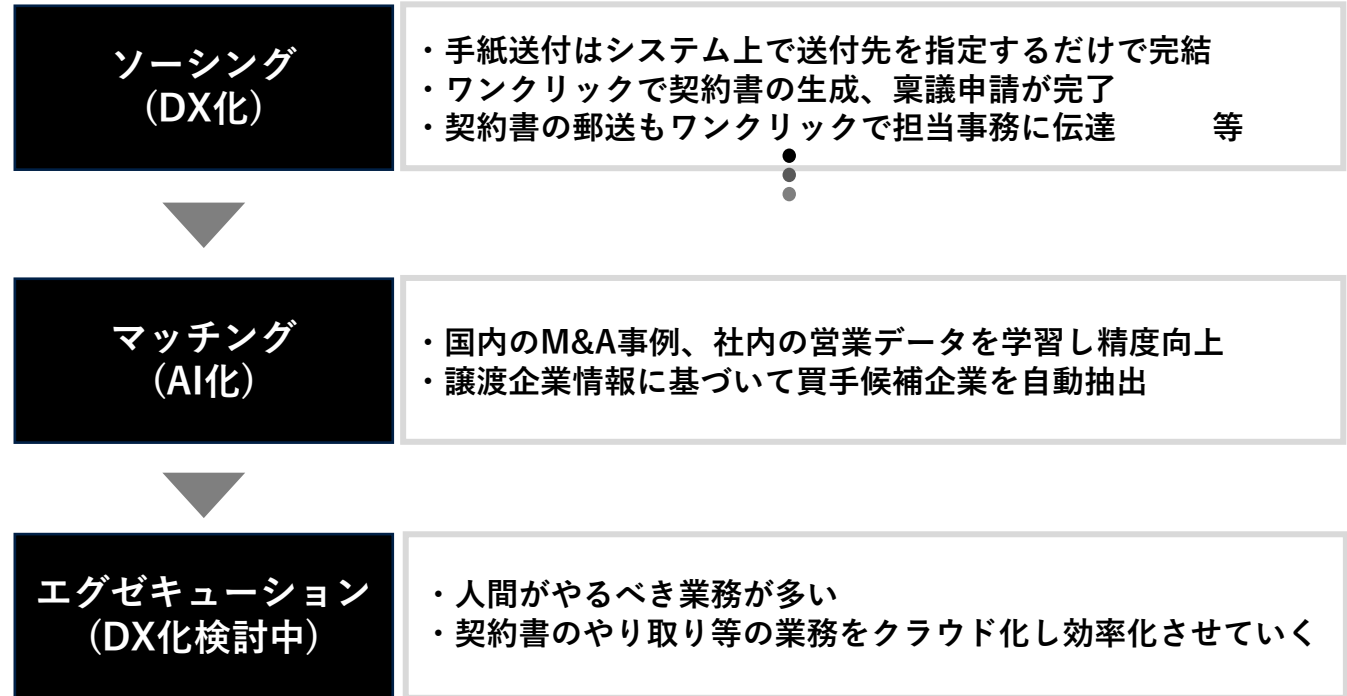 ソーシング
(DX化)
・手紙送付はシステム上で送付先を指定するだけで完結
・ワンクリックで契約書の生成、稟議申請が完了
・契約書の郵送もワンクリックで担当事務に伝達　　　等
マッチング
(AI化)
・国内のM&A事例、社内の営業データを学習し精度向上
・譲渡企業情報に基づいて買手候補企業を自動抽出
エグゼキューション
(DX化検討中)
・人間がやるべき業務が多い
・契約書のやり取り等の業務をクラウド化し効率化させていく